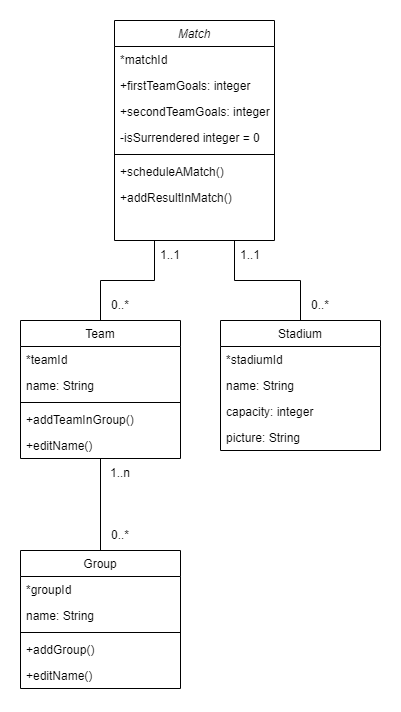 Match
*matchId
+firstTeamGoals: integer
+secondTeamGoals: integer
-isSurrendered integer = 0
+scheduleAMatch()
+addResultInMatch()
1..1
1..1
0..*
0..*
Team
*teamId
name: String
+addTeamInGroup()
+editName()
Stadium
*stadiumId
name: String
capacity: integer
picture: String
1..n
0..*
Group
*groupId
name: String
+addGroup()
+editName()